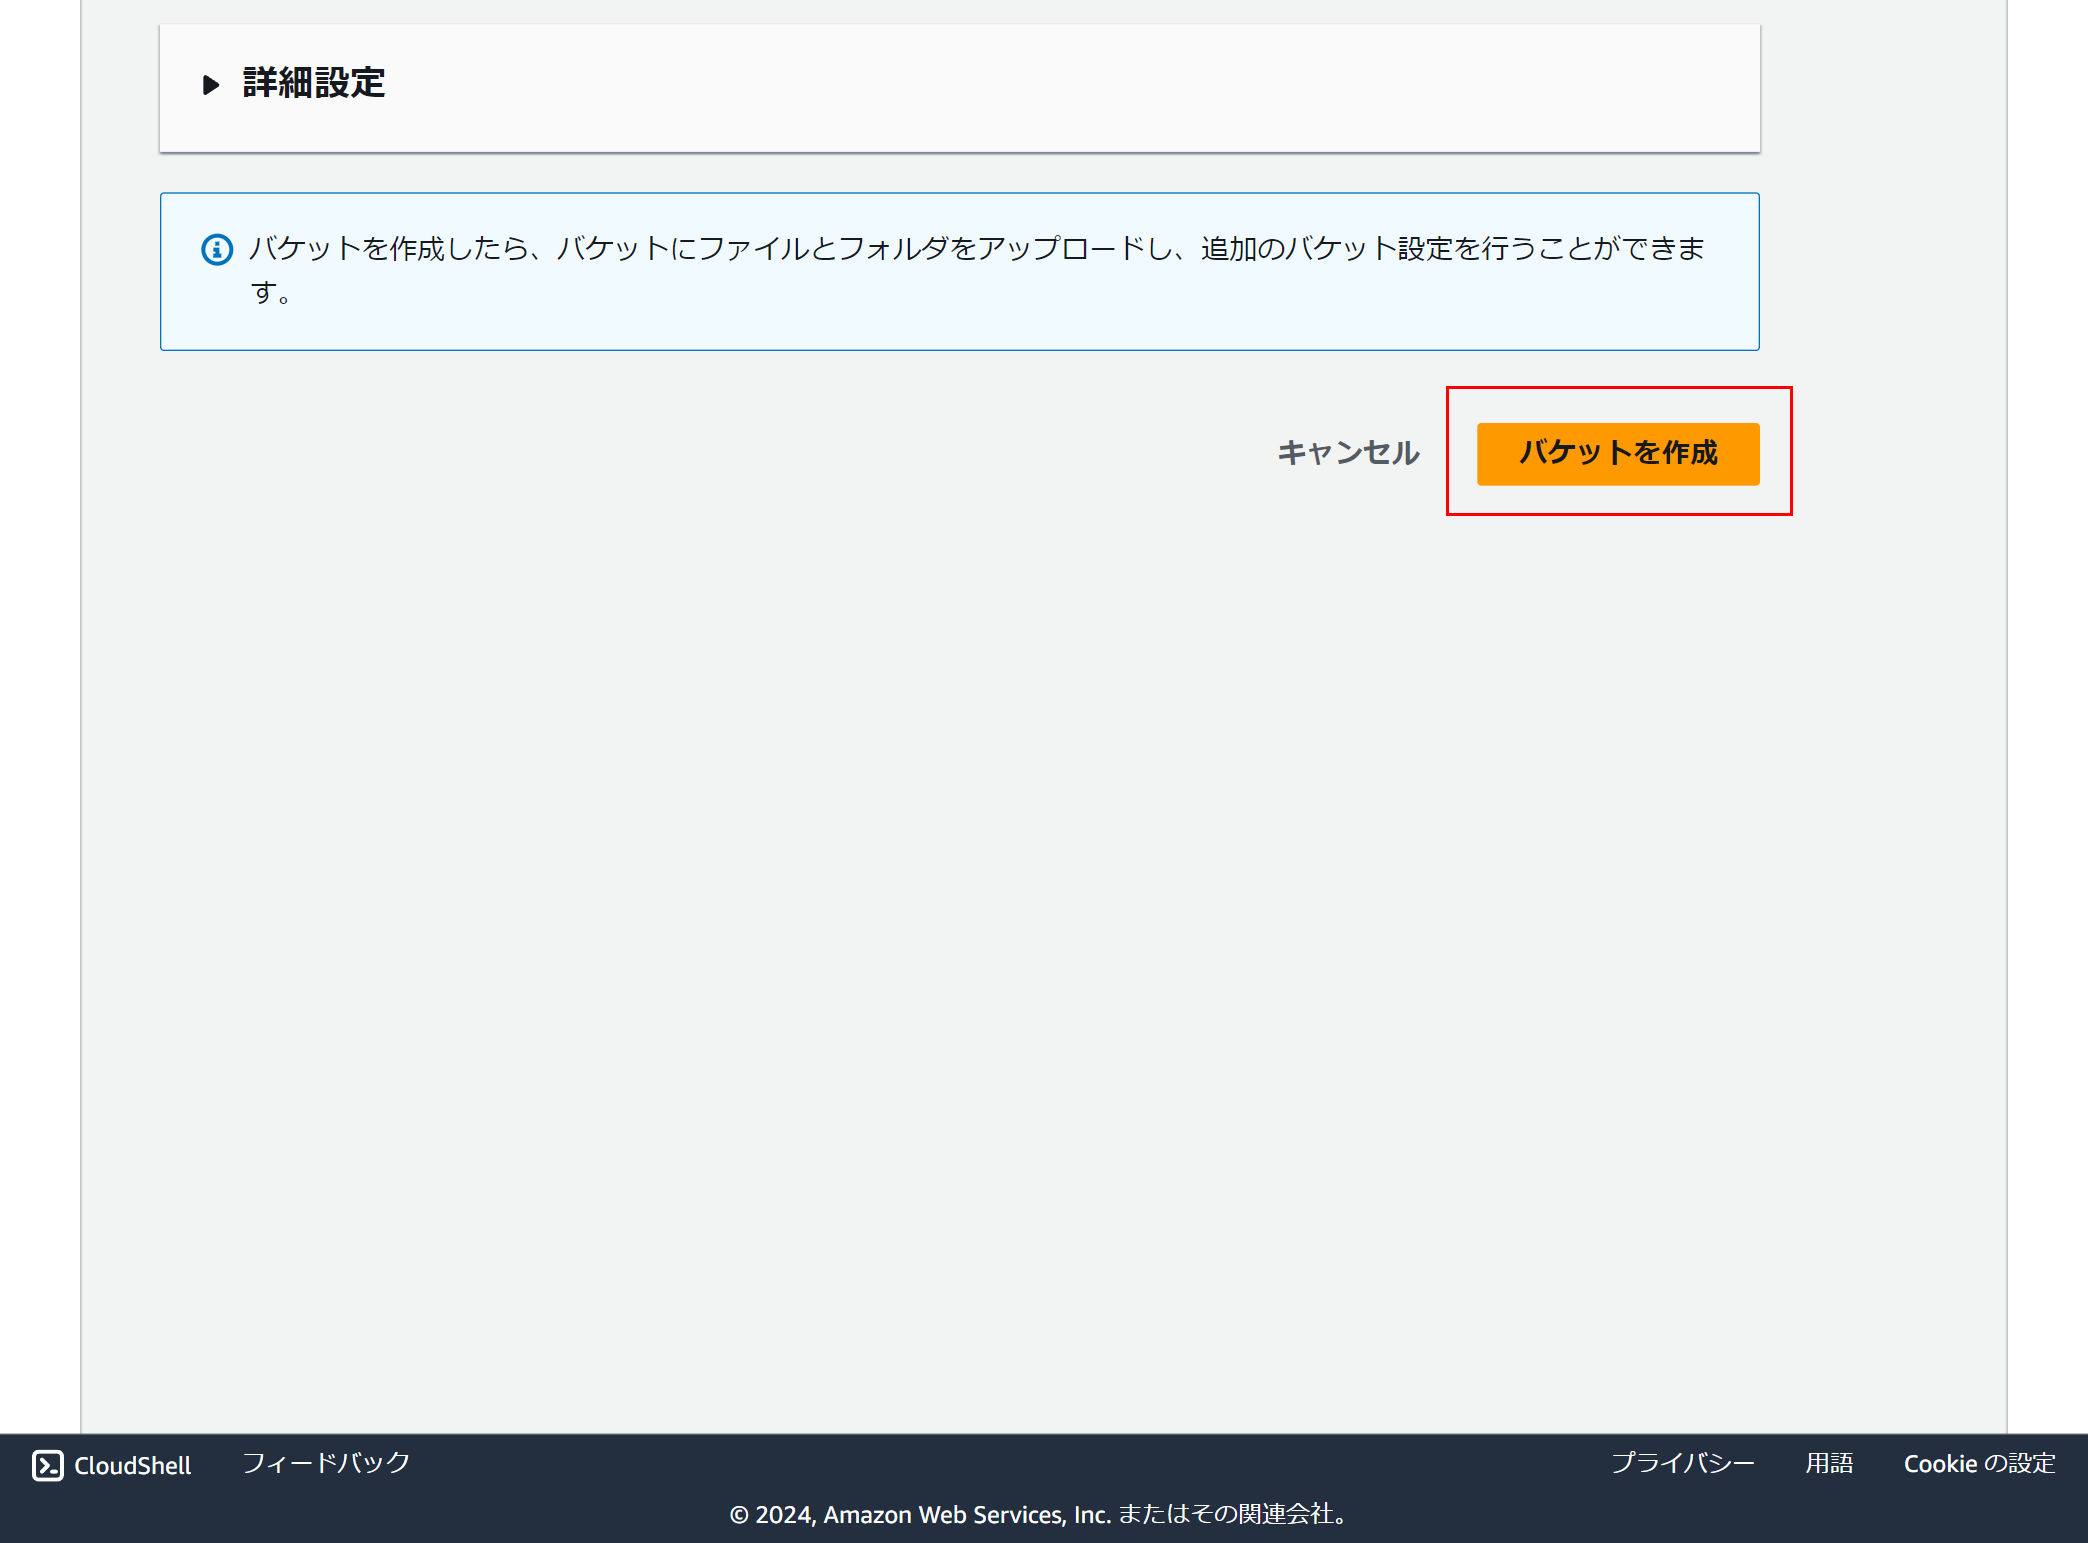 詳細設定
バケットを作成したら、バケットにファイルとフォルダをアップロードし、追加のバケット設定を行うことができま
す。
キャンセル
バケットを作成
CloudShell フィードバック プライバシー 用語 Cookie の設定
© 2024, Amazon Web Services, Inc. またはその関連会社。